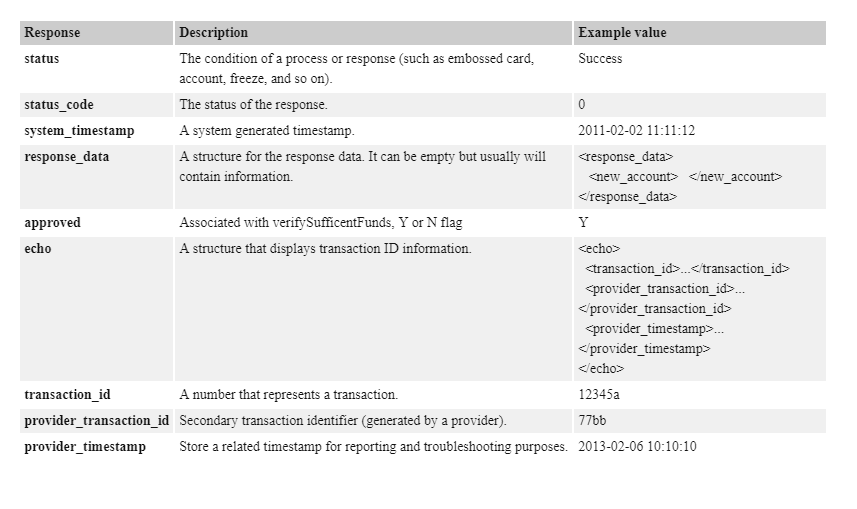 Response Description Example value
status The condition of a process or response (such as embossed card, Success
account, freeze, and so on).
status_code The status of the response. 0
system_timestamp A system generated timestamp. 2011-02-02 11:11:12
response_data A structure for the response data. It can be empty but usually will <response_data>
contain information. <new_account> </new_account>
</response_data>
approved Associated with verifySufficentFunds, Y or N flag Y
echo A structure that displays transaction ID information. <echo>
<transaction_id>...</transaction_id>
<provider_transaction_id>...
</provider_transaction_id>
<provider_timestamp>...
</provider_timestamp>
</echo>
transaction_id A number that represents a transaction. 12345a
provider_transaction_id Secondary transaction identifier (generated by a provider). 77bb
provider_timestamp Store a related timestamp for reporting and troubleshooting purposes. 2013-02-06 10:10:10